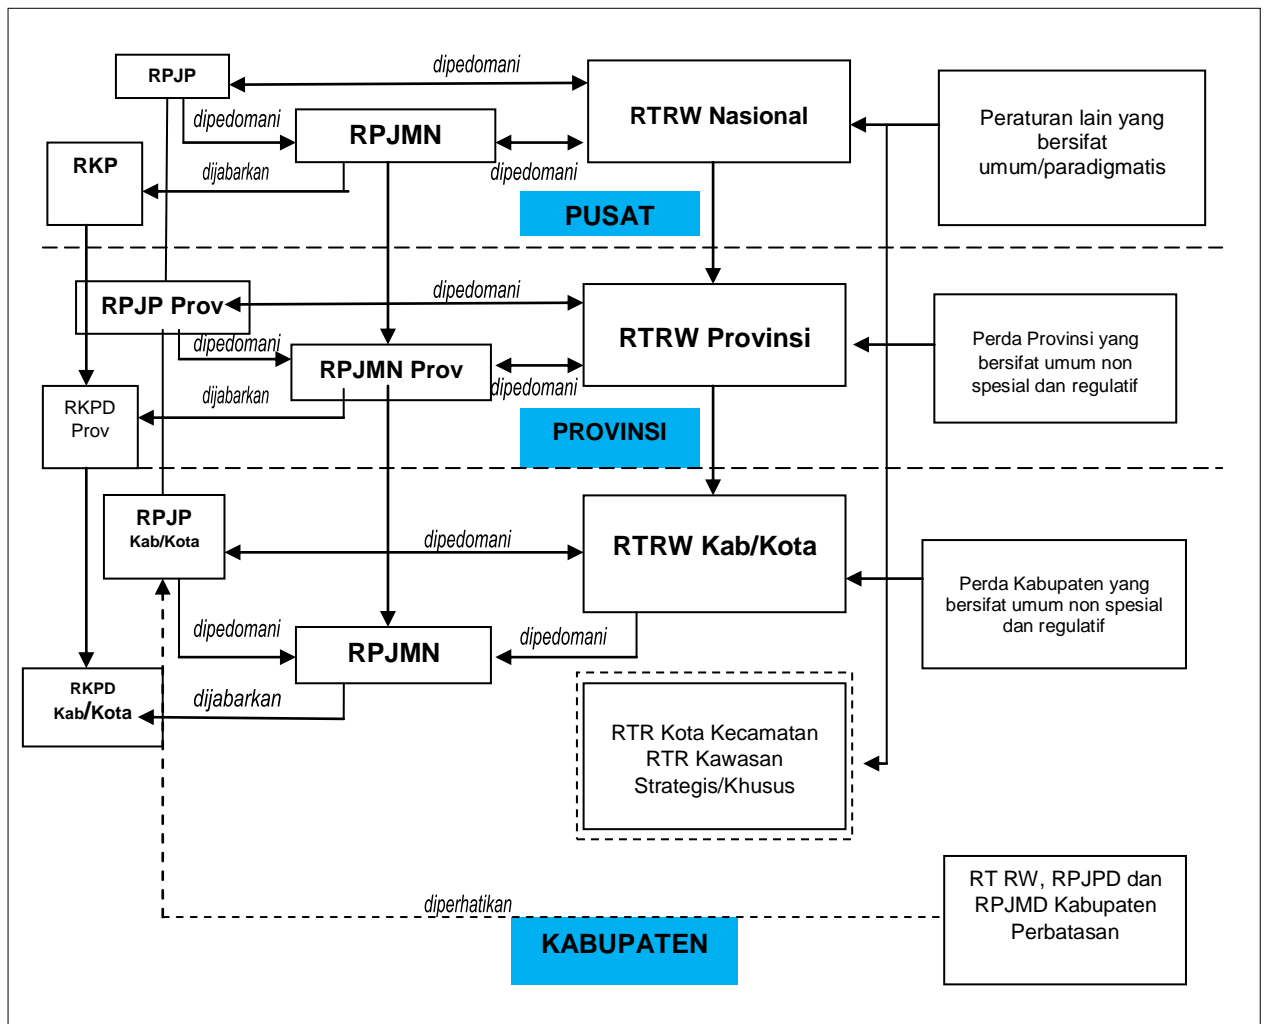 RPJP
dipedomani
RTRW Nasional
Peraturan lain yang
bersifat
umum/paradigmatis
dipedomani
RPJMN
dipedomani
RKP
dijabarkan
PUSAT
RPJP Prov
dipedomani
RTRW Provinsi
Perda Provinsi yang
bersifat umum non
spesial dan regulatif
dipedomani
RPJMN Prov
dipedomani
RKPD
Prov
dijabarkan
PROVINSI
RPJP
Kab/Kota
dipedomani
RTRW Kab/Kota
Perda Kabupaten yang
bersifat umum non spesial
dan regulatif
dipedomani
RPJMN
dipedomani
RKPD
Kab/Kota
dijabarkan
RTR Kota Kecamatan
RTR Kawasan
Strategis/Khusus
RT RW, RPJPD dan
RPJMD Kabupaten
Perbatasan
diperhatikan
KABUPATEN